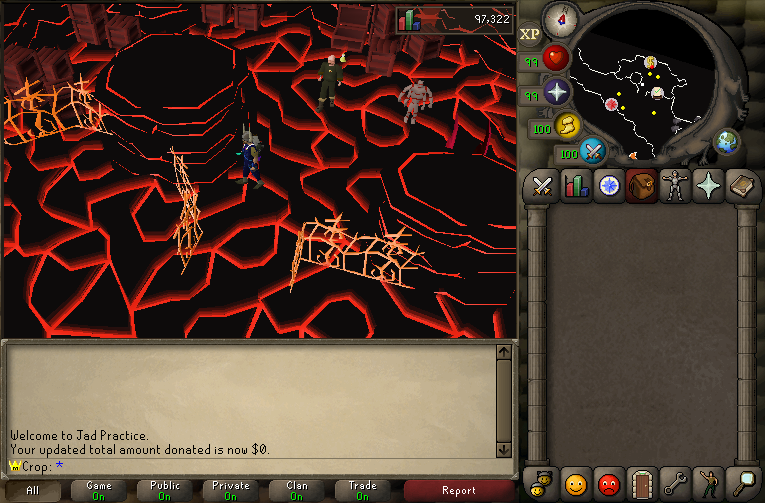 97,322
XP
99
99
100
100
Welcome to Jad Practice.
Your updated total amount donated is now $0.
Crop: *
All
Game
On
Public
On
Private
On
Clan
On
Trade
On
Report